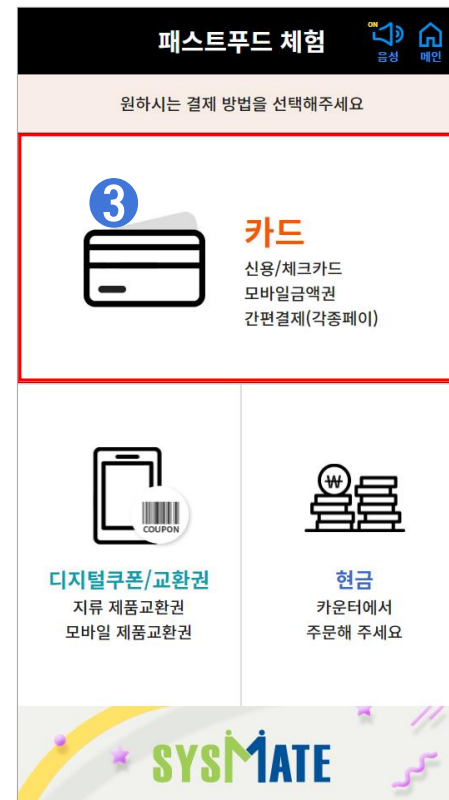 패스트푸드 체험
ON
음성
메인
원하시는 결제 방법을 선택해주세요
3
카드
신용/체크카드
모바일금액권
간편결제(각종페이)
COUPON
디지털쿠폰/교환권
지류 제품교환권
모바일 제품교환권
₩
현금
카운터에서
주문해 주세요
SYSMATE